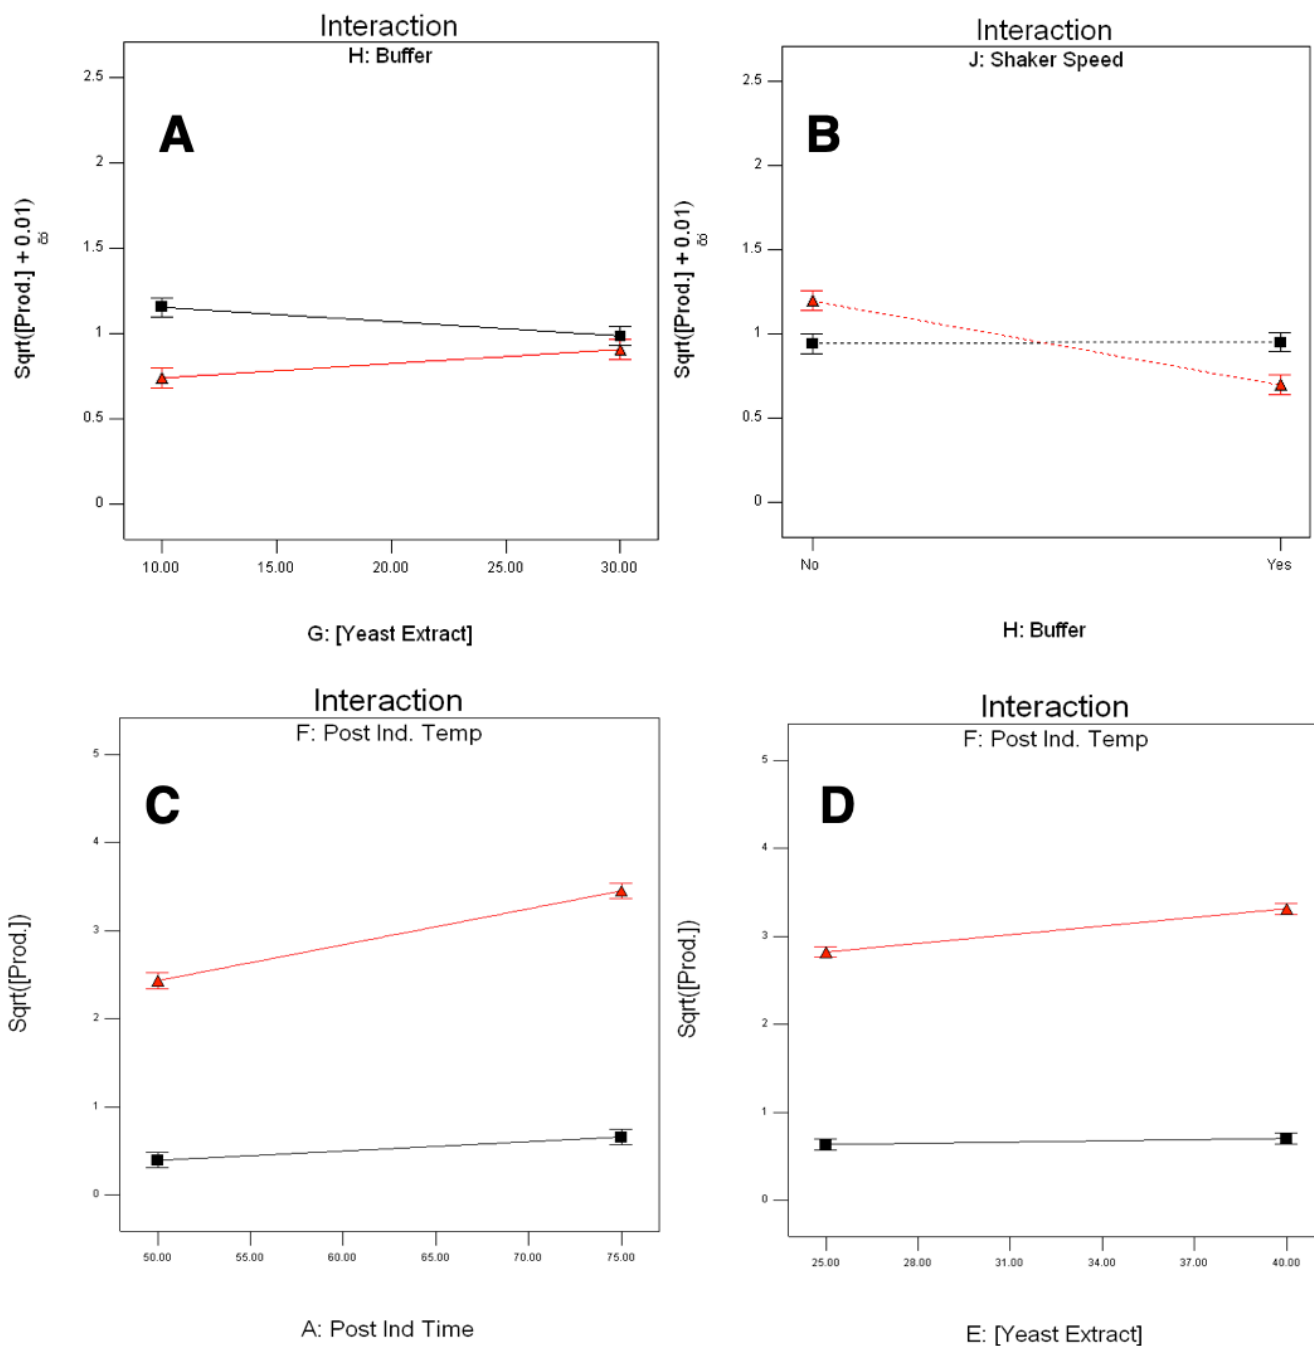 Interaction
H: Buffer
A
2.5
2
1.5
1
0.5
0
Sqrt([Prod.] + 0.01)
10.00 15.00 20.00 25.00 30.00
G: [Yeast Extract]
Interaction
J: Shaker Speed
B
2.5
2
1.5
1
0.5
0
Sqrt([Prod.] + 0.01)
No Yes
H: Buffer
Interaction
F: Post Ind. Temp
C
5
4
3
2
1
0
Sqrt([Prod.])
50.00 55.00 60.00 65.00 70.00 75.00
A: Post Ind Time
Interaction
F: Post Ind. Temp
D
5
4
3
2
1
0
Sqrt([Prod.])
25.00 28.00 31.00 34.00 37.00 40.00
E: [Yeast Extract]